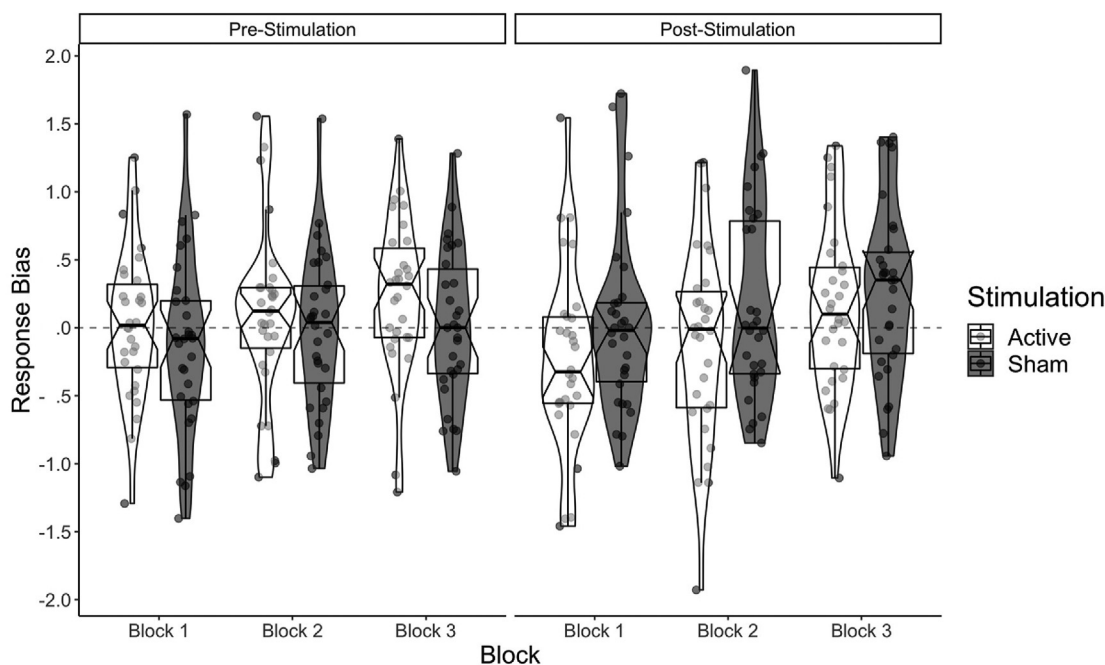 Pre-Stimulation
Post-Stimulation
2.0
1.5
1.0
.5
.0
.5
-1.0
-1.5
-2.0
Response Bias
Block 1
Block 2
Block 3
Block 1
Block 2
Block 3
Block
Stimulation
Active
Sham